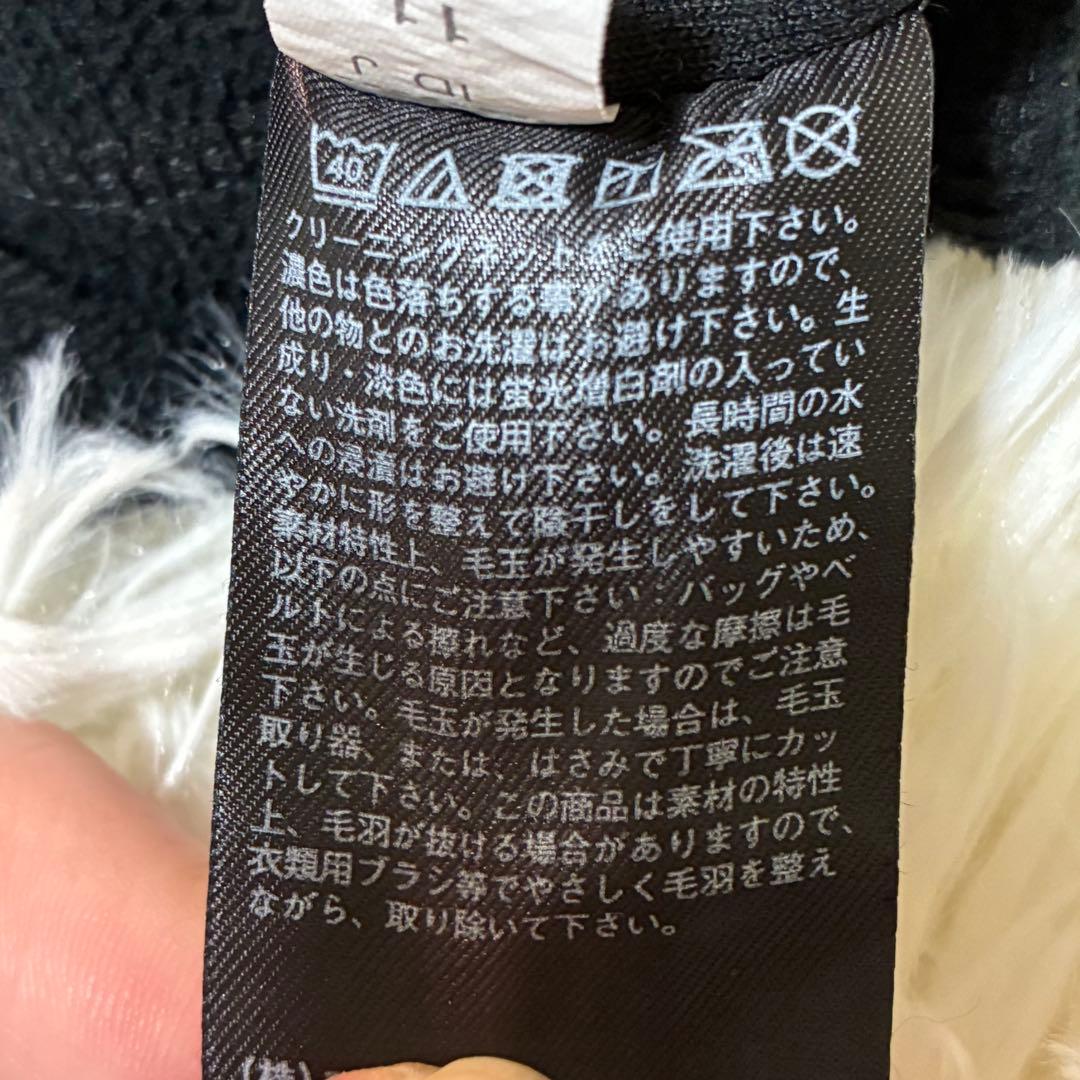 40
クリーニングネットをご使用下さい。
濃色は色落ちする事がありますので、
他の物とのお洗濯はお避け下さい。生
成り・淡色には蛍光増白剤の入ってい
ない洗剤をご使用下さい。長時間の水
への浸漬はお避け下さい。洗濯後は速
やかに形を整えて陰干しをして下さい。
素材特性上、毛玉が発生しやすいため、
以下の点にご注意下さい:バッグやベ
ルトによる擦れなど、過度な摩擦は毛
玉が生じる原因となりますのでご注意
下さい。毛玉が発生した場合は、毛玉
取り器、または、はさみで丁寧にカッ
トして下さい。この商品は素材の特性
上、毛羽が抜ける場合がありますので、
衣類用ブラシ等でやさしく毛羽を整え
ながら、取り除いて下さい。
(株)